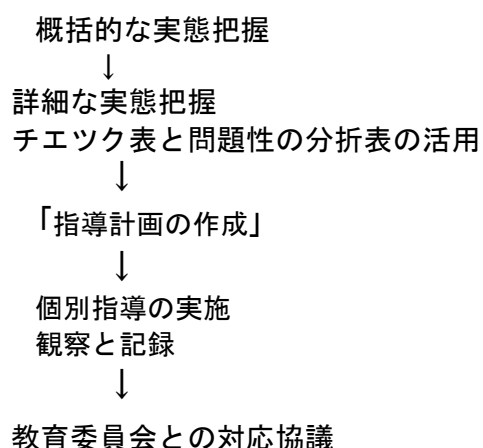 概括的な実態把握
↓
詳細な実態把握
チエツク表と問題性の分折表の活用
↓
「指導計画の作成」
↓
個別指導の実施
観察と記録
↓
教育委員会との対応協議